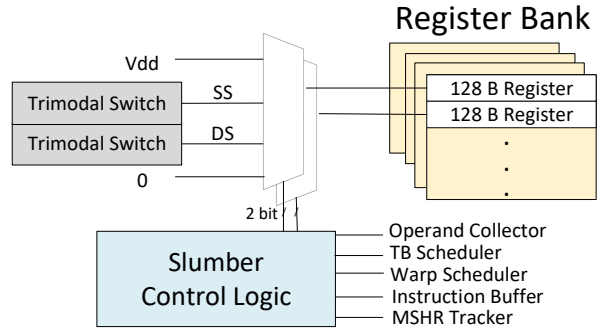 Register Bank
Vdd
Trimodal Switch
SS
128 B Register
Trimodal Switch
DS
128 B Register
.
.
.
0
2 bit
Operand Collector
Slumber
Control Logic
TB Scheduler
Warp Scheduler
Instruction Buffer
MSHR Tracker